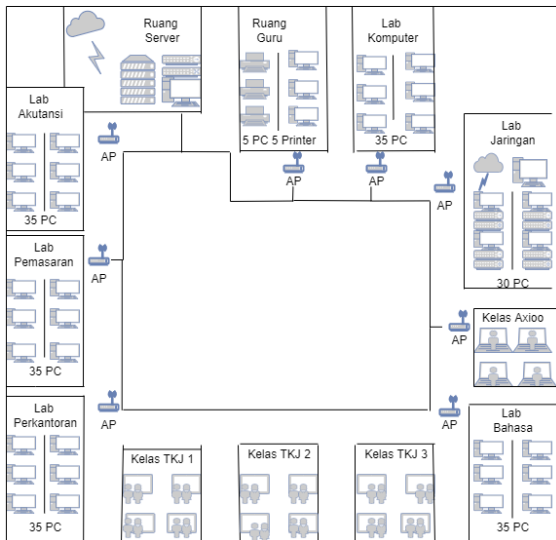 Ruang
Server
Ruang
Guru
5 PC 5 Printer
Lab
Komputer
35 PC
Lab
Akutansi
35 PC
AP
AP
AP
Lab
Jaringan
30 PC
AP
Lab
Pemasaran
35 PC
AP
Kelas Axioo
AP
Lab
Perkantoran
35 PC
AP
Kelas TKJ 1
Kelas TKJ 2
Kelas TKJ 3
AP
Lab
Bahasa
35 PC